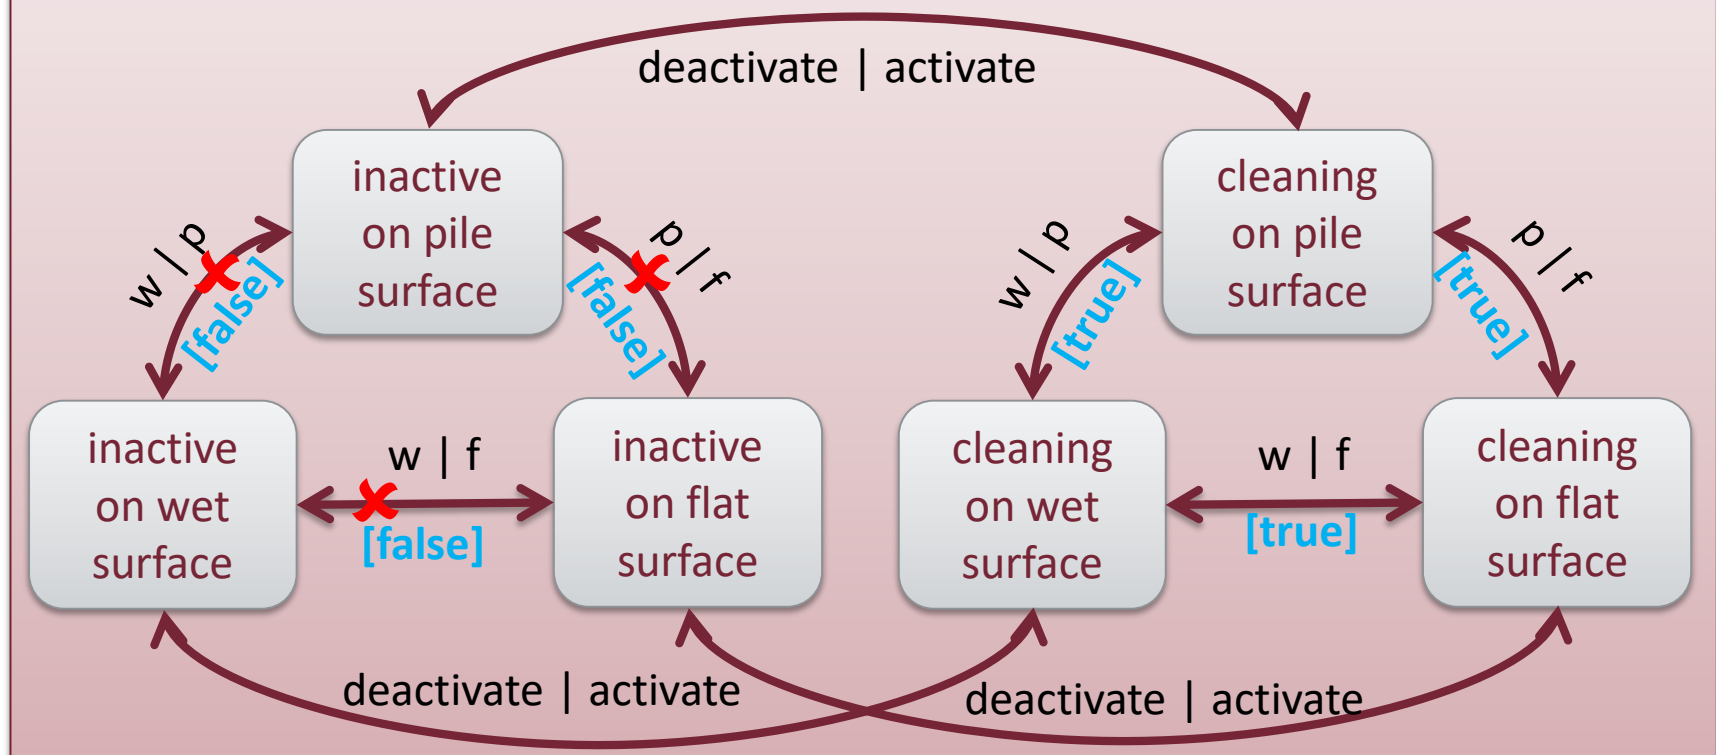 deactivate | activate
inactive
on pile
surface
cleaning
on pile
surface
w | p
[false]
p | f
[false]
w | p
[true]
p | f
[true]
inactive
on wet
surface
w | f
[false]
inactive
on flat
surface
cleaning
on wet
surface
w | f
[true]
cleaning
on flat
surface
deactivate | activate
deactivate | activate